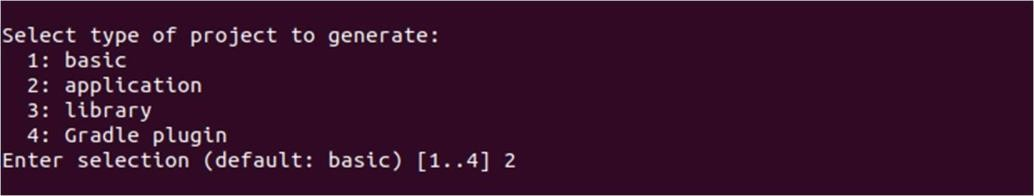 Select type of project to generate:
  1: basic
  2: application
  3: library
  4: Gradle plugin
Enter selection (default: basic) [1..4] 2